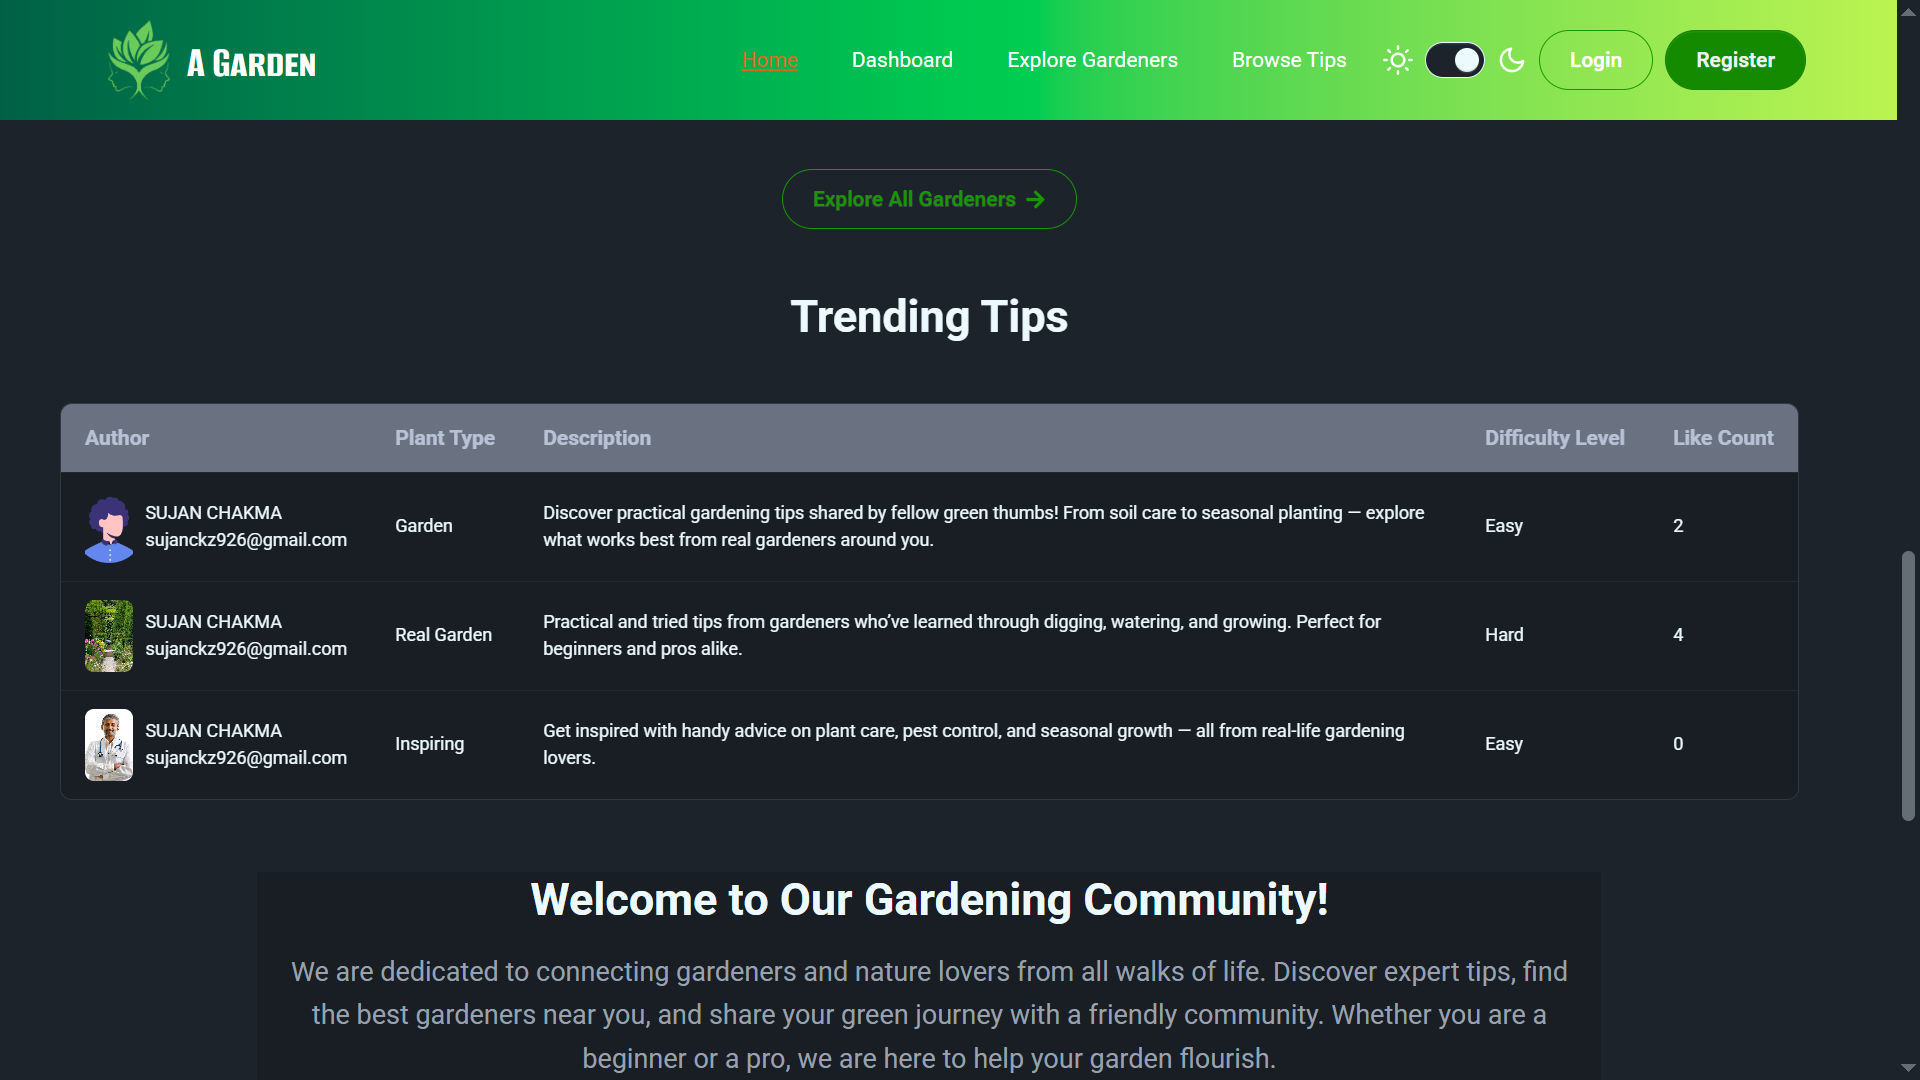 A GARDEN
Home
Dashboard
Explore Gardeners
Browse Tips
Login
Register
Explore All Gardeners
Trending Tips
Author
Plant Type
Description
Difficulty Level
Like Count
SUJAN CHAKMA
sujanckz926@gmail.com
Garden
Discover practical gardening tips shared by fellow green thumbs! From soil care to seasonal planting — explore
what works best from real gardeners around you.
Easy
2
SUJAN CHAKMA
sujanckz926@gmail.com
Real Garden
Practical and tried tips from gardeners who’ve learned through digging, watering, and growing. Perfect for
beginners and pros alike.
Hard
4
SUJAN CHAKMA
sujanckz926@gmail.com
Inspiring
Get inspired with handy advice on plant care, pest control, and seasonal growth — all from real-life gardening
lovers.
Easy
0
Welcome to Our Gardening Community!
We are dedicated to connecting gardeners and nature lovers from all walks of life. Discover expert tips, find
the best gardeners near you, and share your green journey with a friendly community. Whether you are a
beginner or a pro, we are here to help your garden flourish.